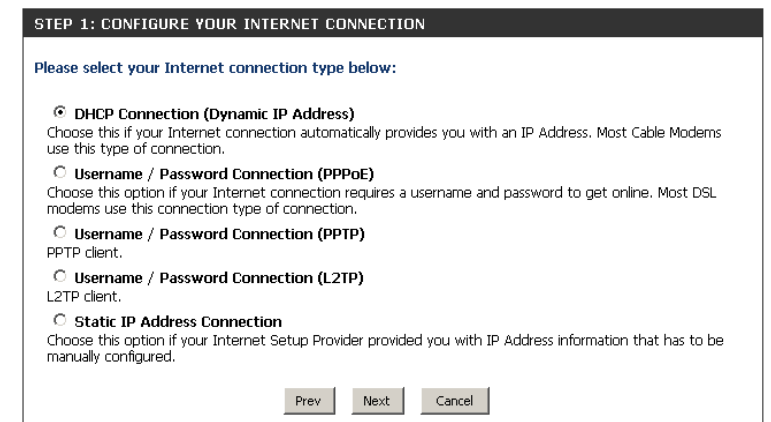 STEP 1: CONFIGURE YOUR INTERNET CONNECTION
Please select your Internet connection type below:
DHCP Connection (Dynamic IP Address)
Choose this if your Internet connection automatically provides you with an IP Address. Most Cable Modems
use this type of connection.
Username / Password Connection (PPPoE)
Choose this option if your Internet connection requires a username and password to get online. Most DSL
modems use this connection type of connection.
Username / Password Connection (PPTP)
PPTP client.
Username / Password Connection (L2TP)
L2TP client.
Static IP Address Connection
Choose this option if your Internet Setup Provider provided you with IP Address information that has to be
manually configured.
Prev Next Cancel